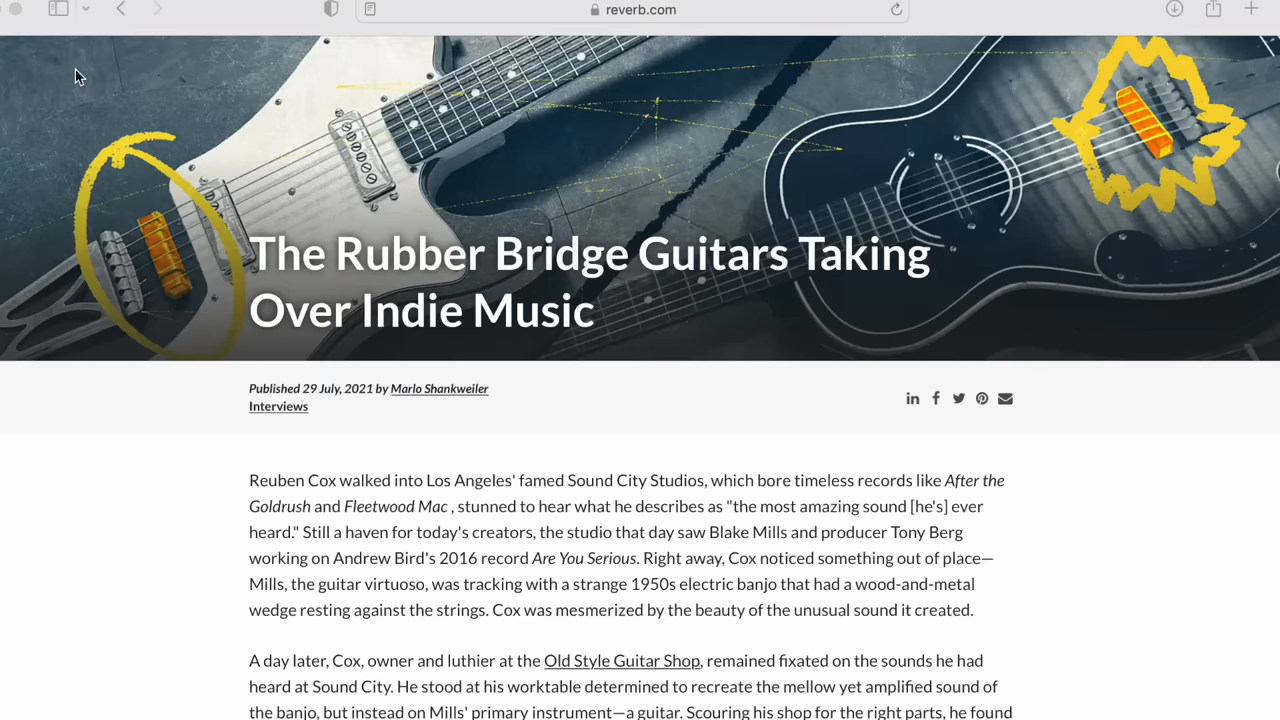 reverb.com
The Rubber Bridge Guitars Taking
Over Indie Music
Published 29 July, 2021 by Marlo Shankweiler
Interviews
Reuben Cox walked into Los Angeles' famed Sound City Studios, which bore timeless records like After the
Goldrush and Fleetwood Mac , stunned to hear what he describes as "the most amazing sound [he's] ever
heard." Still a haven for today's creators, the studio that day saw Blake Mills and producer Tony Berg
working on Andrew Bird's 2016 record Are You Serious. Right away, Cox noticed something out of place—
Mills, the guitar virtuoso, was tracking with a strange 1950s electric banjo that had a wood-and-metal
wedge resting against the strings. Cox was mesmerized by the beauty of the unusual sound it created.
A day later, Cox, owner and luthier at the Old Style Guitar Shop, remained fixated on the sounds he had
heard at Sound City. He stood at his worktable determined to recreate the mellow yet amplified sound of
the banjo, but instead on Mills' primary instrument—a guitar. Scouring his shop for the right parts, he found